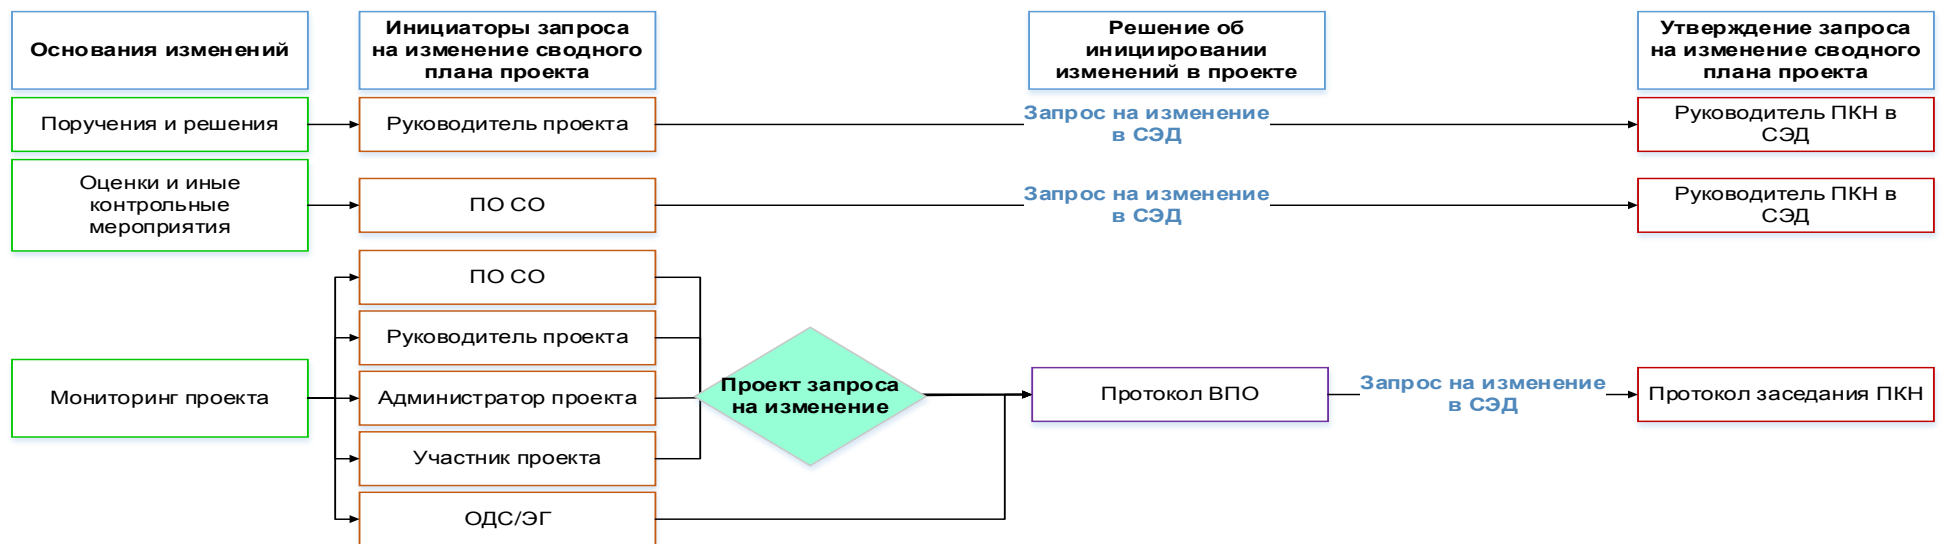 Основания изменений
Инициаторы запроса
на изменение сводного
плана проекта
Решение об
инициировании
изменений в проекте
Утверждение запроса
на изменение сводного
плана проекта
Поручения и решения
Руководитель проекта
Запрос на изменение
в СЭД
Руководитель ПКН в
СЭД
Оценки и иные
контрольные
мероприятия
ПО СО
Запрос на изменение
в СЭД
Руководитель ПКН в
СЭД
Мониторинг проекта
ПО СО
Руководитель проекта
Администратор проекта
Участник проекта
ОДС/ЭГ
Проект запроса
на изменение
Протокол ВПО
Запрос на изменение
в СЭД
Протокол заседания ПКН